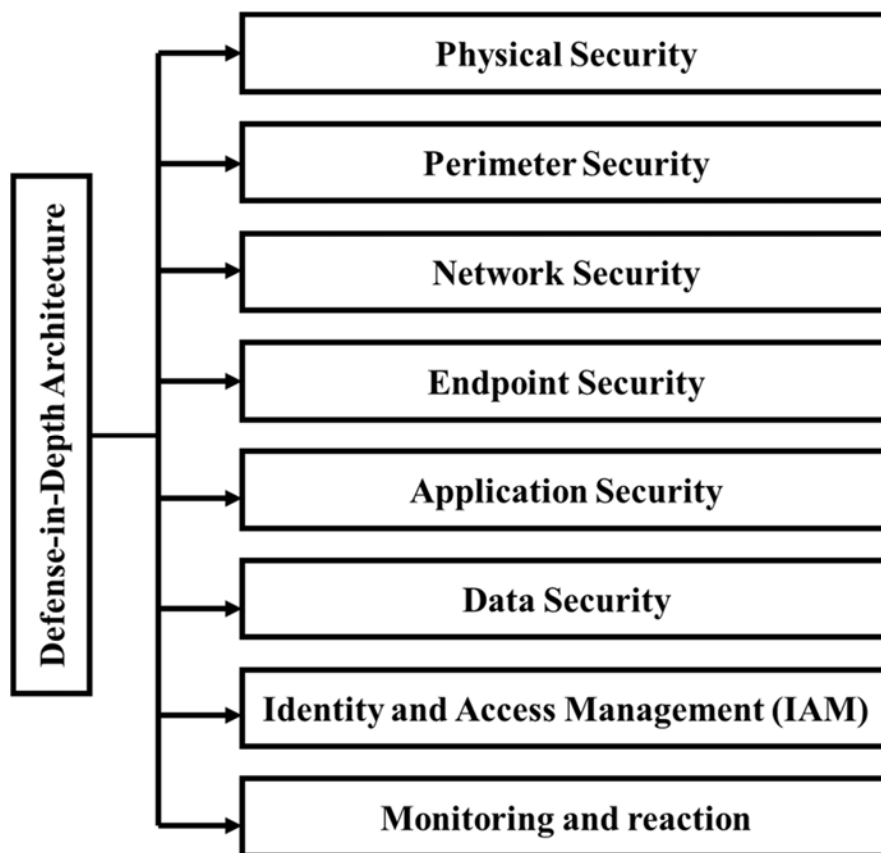 Defense-in-Depth Architecture
Physical Security
Perimeter Security
Network Security
Endpoint Security
Application Security
Data Security
Identity and Access Management (IAM)
Monitoring and reaction